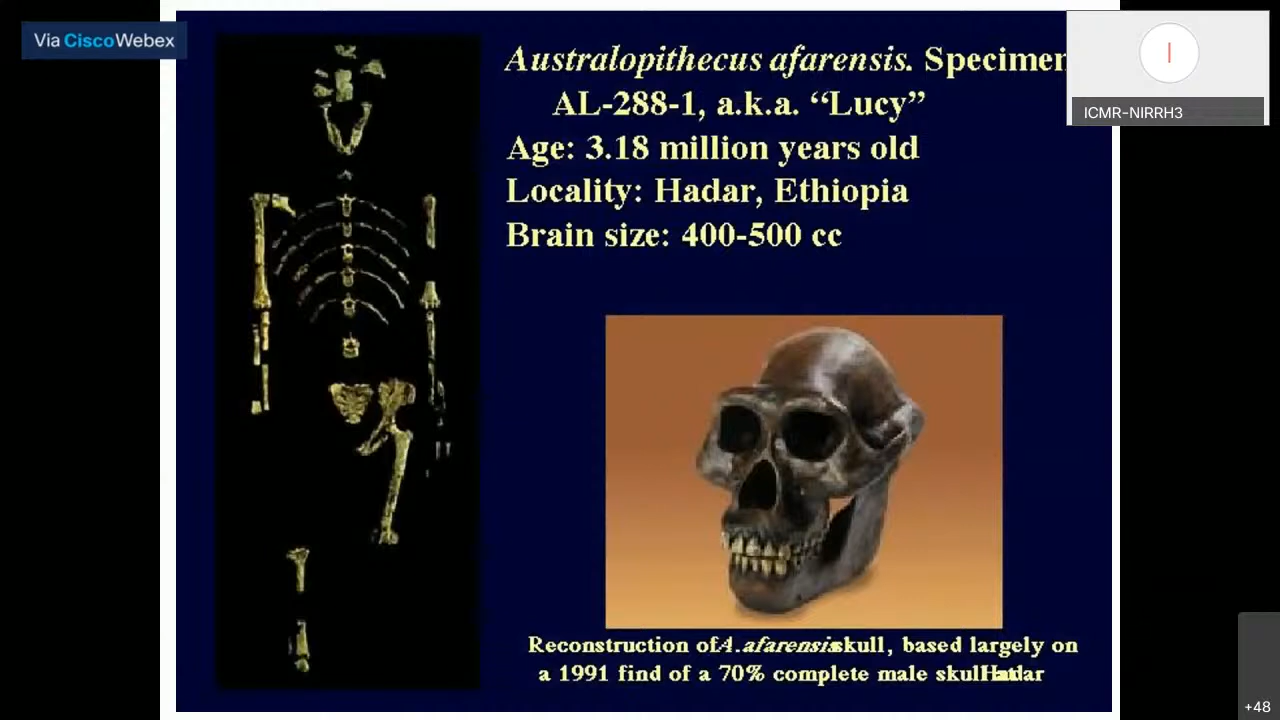 Via CiscoWebex
Australopithecus afarensis. Specimen
AL-288-1, a.k.a. “Lucy”
Age: 3.18 million years old
Locality: Hadar, Ethiopia
Brain size: 400-500 cc
ICMR-NIRRH3
Reconstruction of A. afarensis skull, based largely on
a 1991 find of a 70% complete male skull Hadar
+48